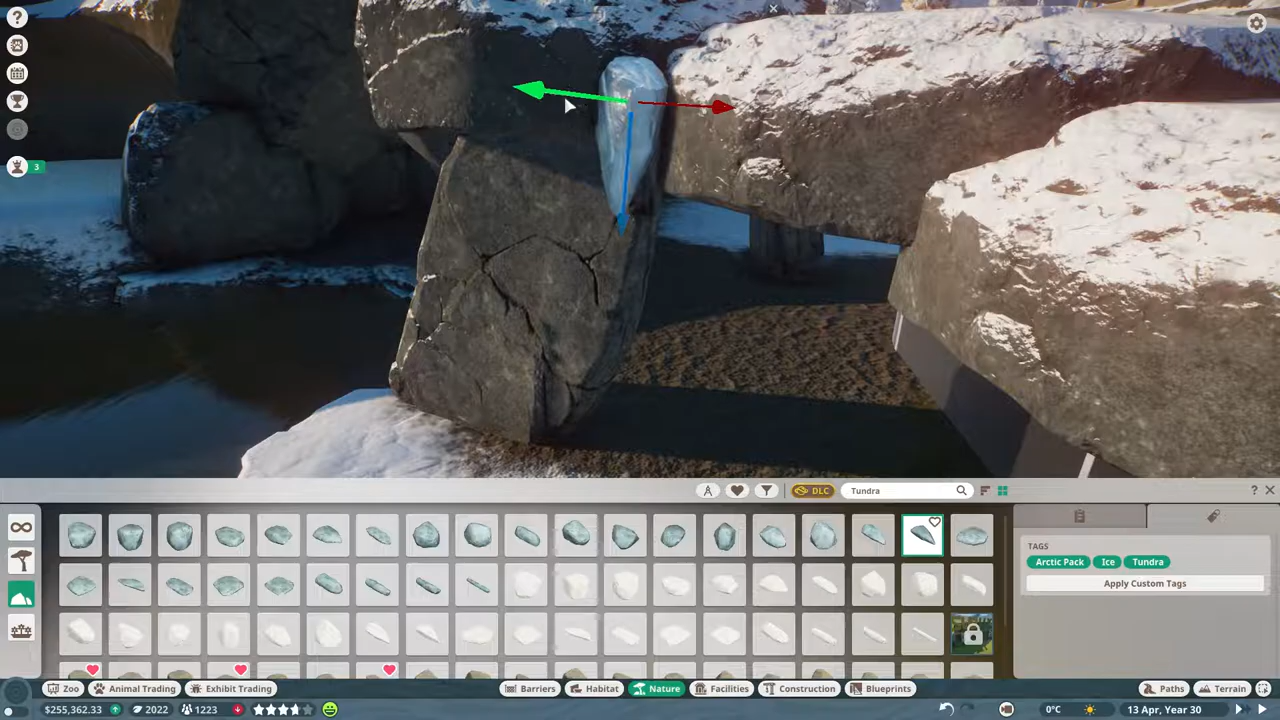 3
DLC
Tundra
?
TAGS
Arctic Pack Ice Tundra
Apply Custom Tags
Zoo Animal Trading Exhibit Trading Barriers Habitat Nature Facilities Construction Blueprints Paths Terrain
$255,362.33 2022 1223 0°C 13 Apr, Year 30